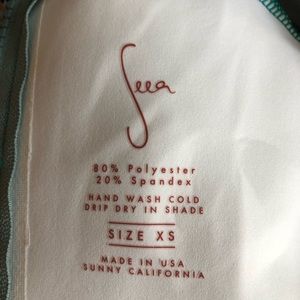 Seea
80% Polyester
20% Spandex
HAND WASH COLD
DRIP DRY IN SHADE
SIZE XS
MADE IN USA
SUNNY CALIFORNIA